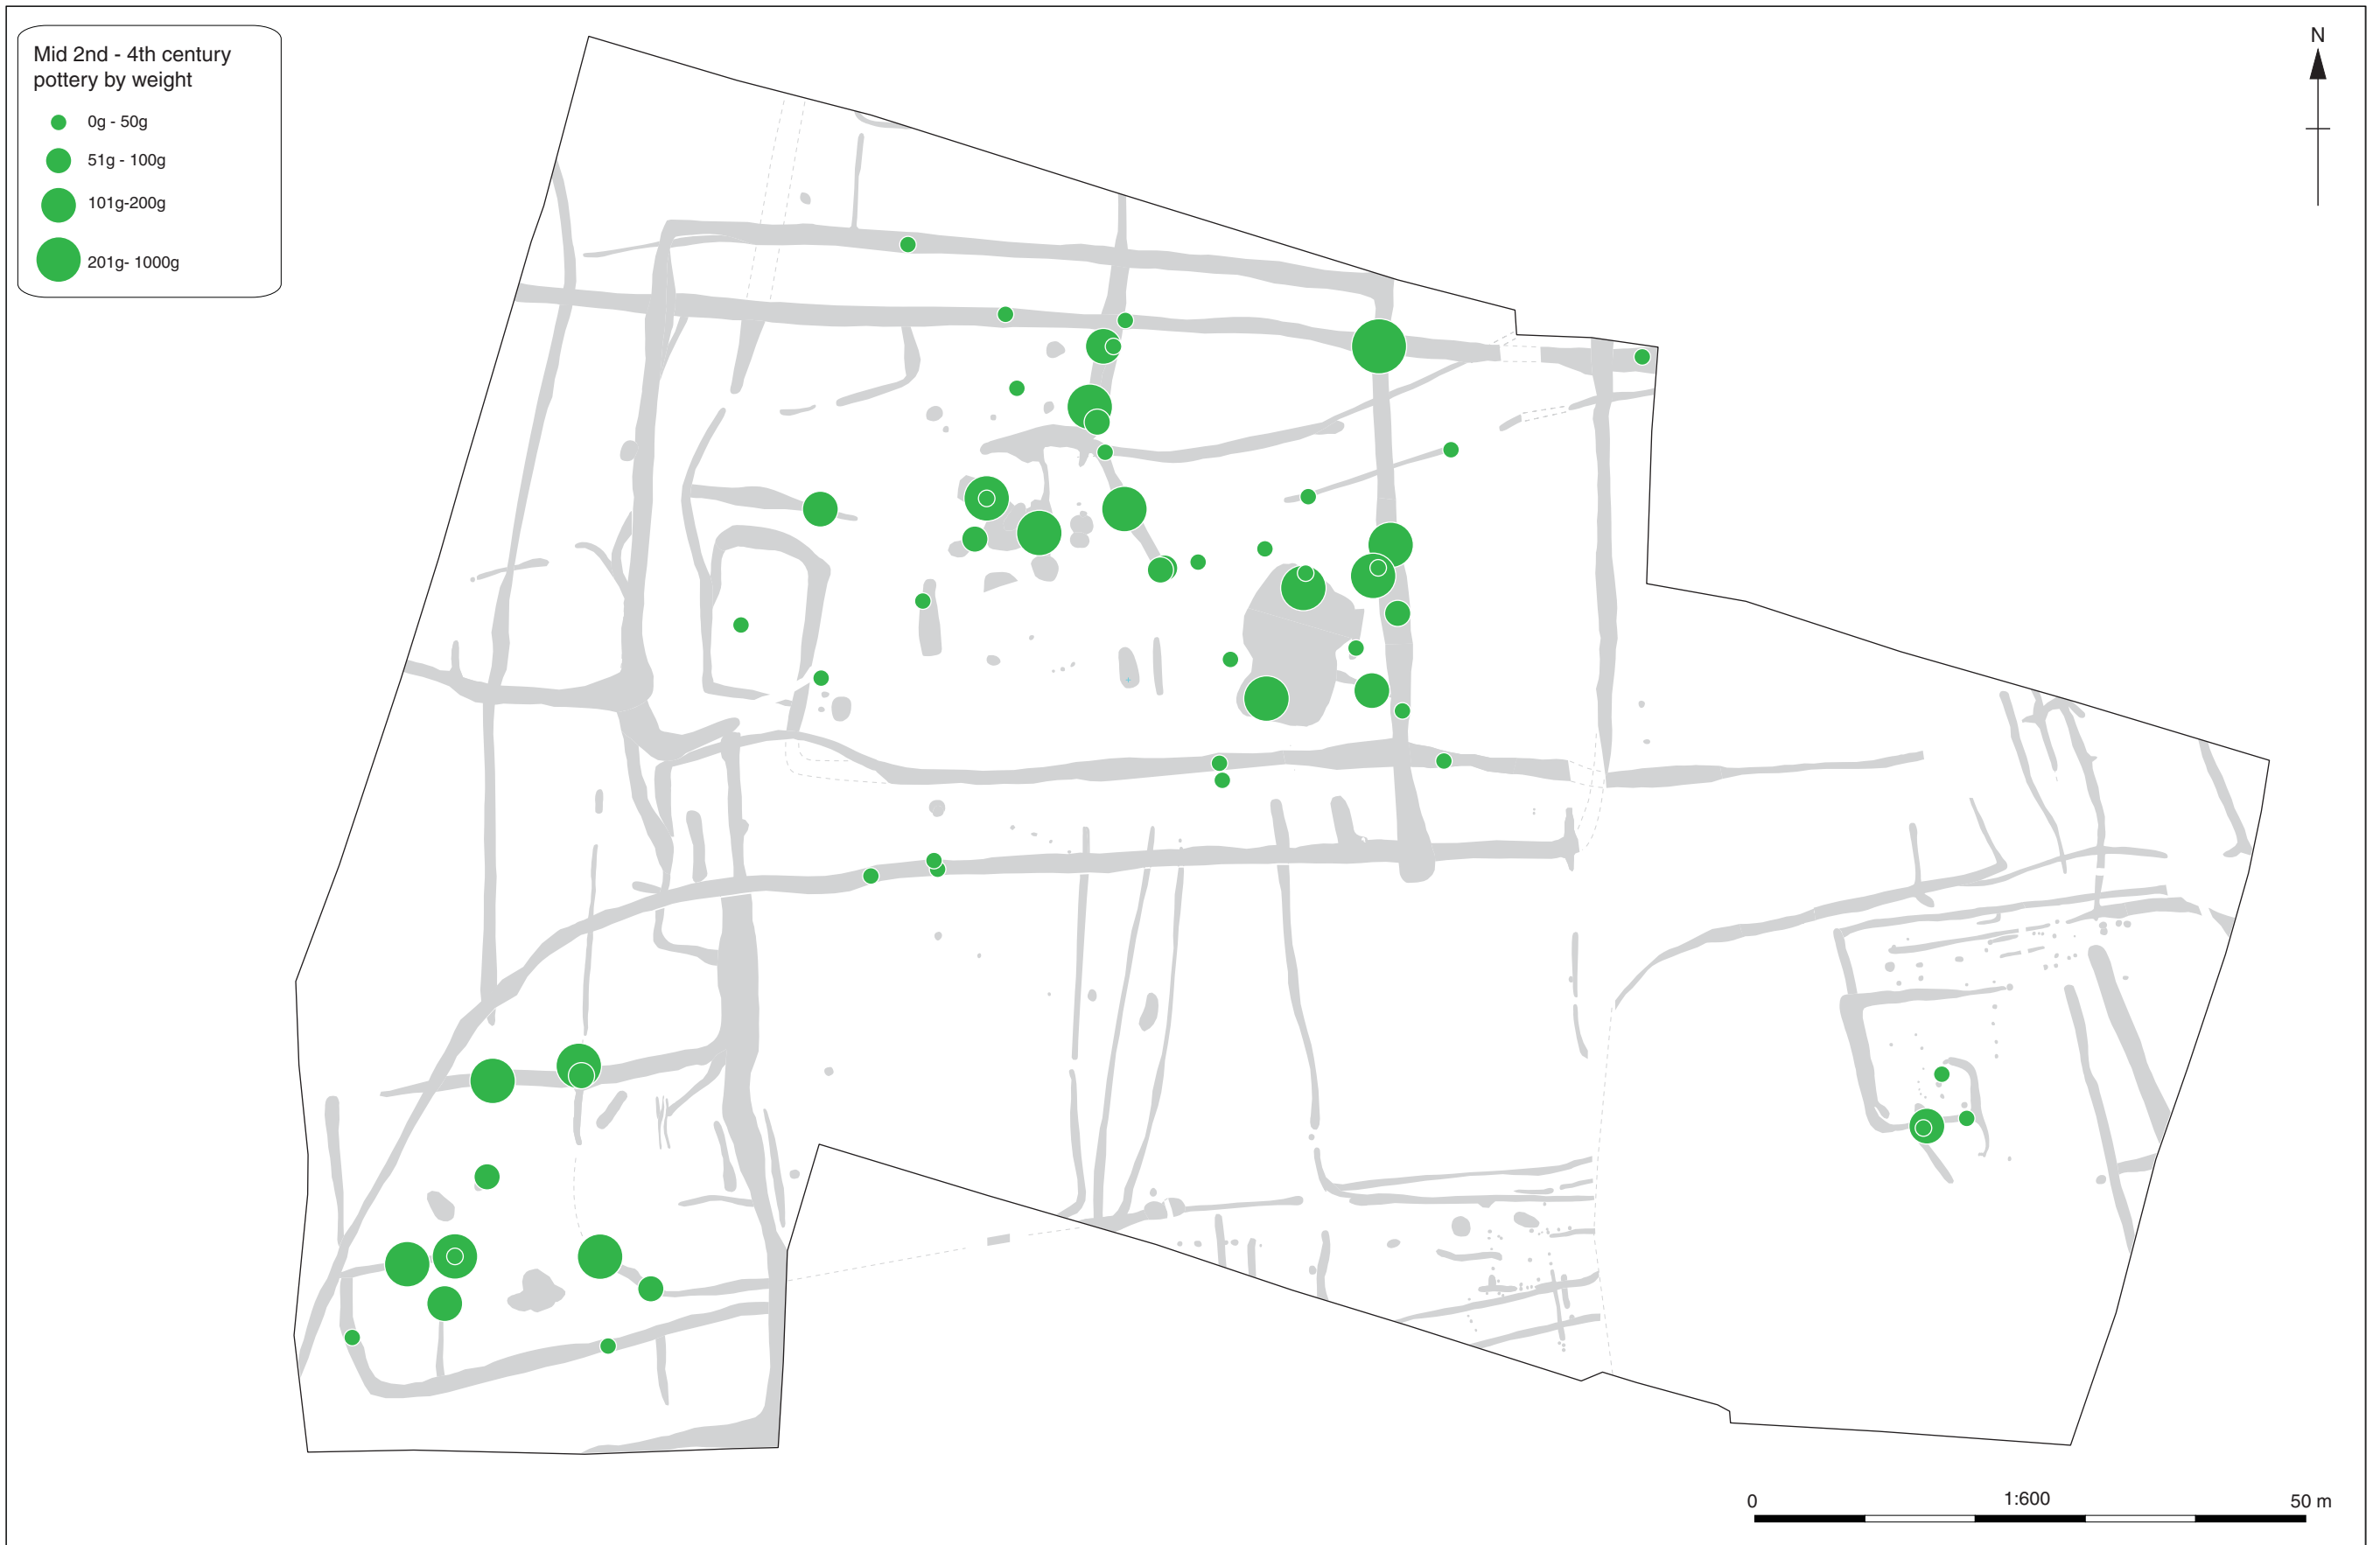 Mid 2nd - 4th century
pottery by weight
0g - 50g
51g - 100g
101g-200g
201g- 1000g
N
0
1:600
50 m